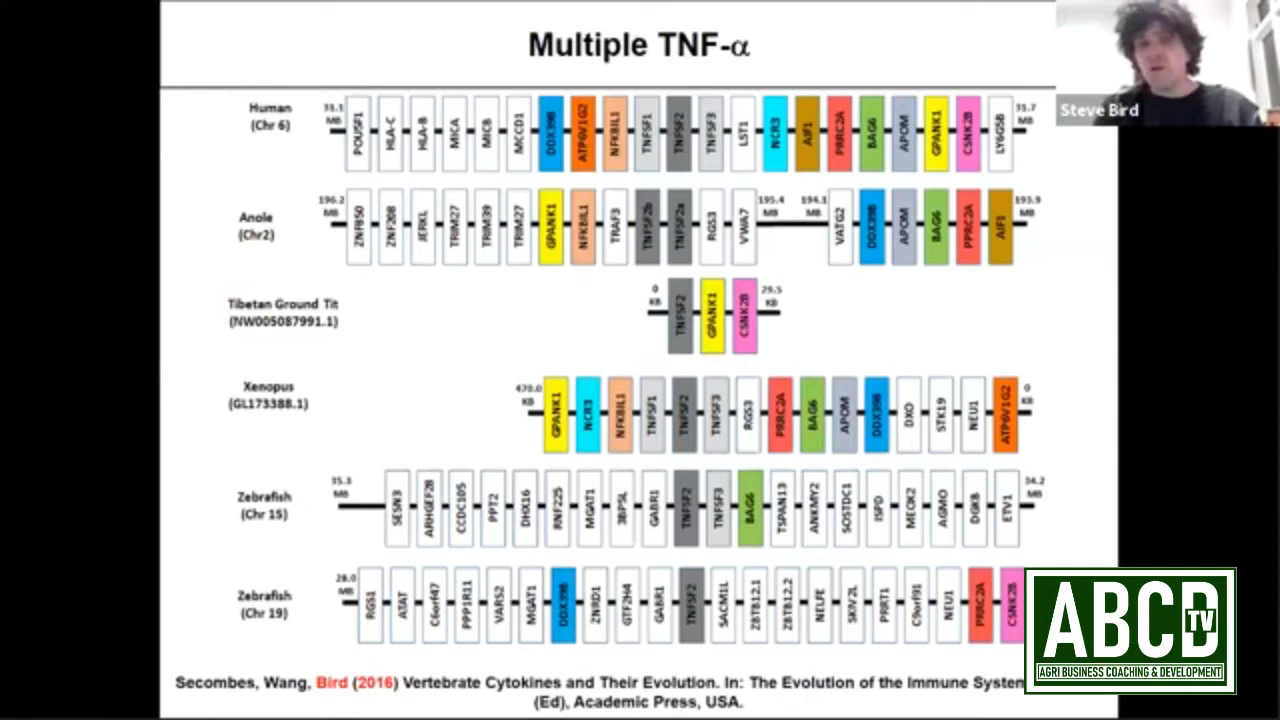 Multiple TNF-α
Steve Bird
Human
(Chr 6)
31.1
MB
POU5F1
HLA-C
HLA-B
MICA
MICB
MCCD1
DDX39B
ATP6V1G2
NFKBIL1
TNFSF1
TNFSF2
TNFSF3
LST1
NCR3
AIF1
PRRC2A
BAG6
APOM
GPANK1
CSNK2B
LY6G5B
31.7
MB
Anole
(Chr2)
196.2
MB
ZNF850
ZNF208
JERKL
TRIM27
TRIM39
TRIM27
GPANK1
NFKBIL1
TRAF3
TNFSF2b
TNFSF2a
RGS3
VWA7
195.4
MB
194.1
MB
VATG2
DDX39B
APOM
BAG6
PPRC2A
AIF1
193.9
MB
Tibetan Ground Tit
(NW005087991.1)
0
KB
TNFSF2
GPANK1
CSNK2B
29.5
KB
Xenopus
(GL173388.1)
470.0
KB
GPANK1
NCR3
NFKBIL1
TNFSF1
TNFSF2
TNFSF3
RGS3
PRRC2A
BAG6
APOM
DDX39B
DXO
STK19
NEU1
ATP6V1G2
0
KB
Zebrafish
(Chr 15)
35.3
MB
SESN3
ARHGEF28
CCDC105
PPT2
DHX16
RNF225
MGAT1
3BP5L
GABR1
TNFSF2
TNFSF3
BAG6
TSPAN13
ANKMY2
SOSTDC1
ISPD
MEOX2
AGMO
DGKB
ETV1
34.2
MB
Zebrafish
(Chr 19)
28.0
MB
RGS1
ATAT
C6orf47
PPP1R11
VARS2
MGAT1
DDX39B
ZNRD1
GTF2H4
GABR1
TNFSF2
SACM1L
ZBTB12.1
ZBTB12.2
NELFE
SKIV2L
PRRT1
C9orf91
NEU1
PRRC2A
CSNK2B
Secombes, Wang, Bird (2016) Vertebrate Cytokines and Their Evolution. In: The Evolution of the Immune System
(Ed), Academic Press, USA.
ABCD
TV
AGRI BUSINESS COACHING & DEVELOPMENT